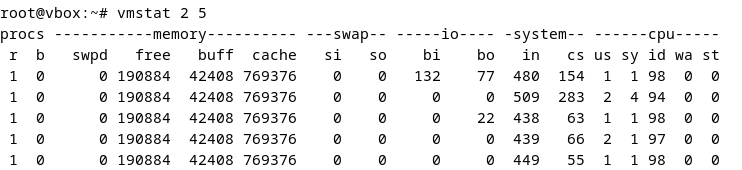 root@vbox:~# vmstat 2 5
procs -----------memory---------- ---swap-- -----io---- -system-- ------cpu-----
 r  b   swpd   free   buff  cache   si   so    bi    bo   in   cs us sy id wa st
 1  0      0 190884  42408 769376    0    0   132    77  480  154  1  1 98  0  0
 1  0      0 190884  42408 769376    0    0     0     0  509  283  2  4 94  0  0
 1  0      0 190884  42408 769376    0    0     0    22  438   63  1  1 98  0  0
 1  0      0 190884  42408 769376    0    0     0     0  439   66  2  1 97  0  0
 1  0      0 190884  42408 769376    0    0     0     0  449   55  1  1 98  0  0